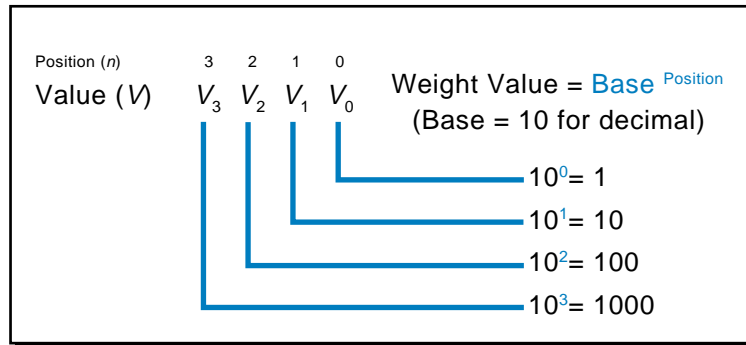 Position (n) 3 2 1 0
Value (V) V₃ V₂ V₁ V₀
Weight Value = Base ᴾᵒˢⁱᵗⁱᵒⁿ
(Base = 10 for decimal)
10⁰= 1
10¹= 10
10²= 100
10³= 1000